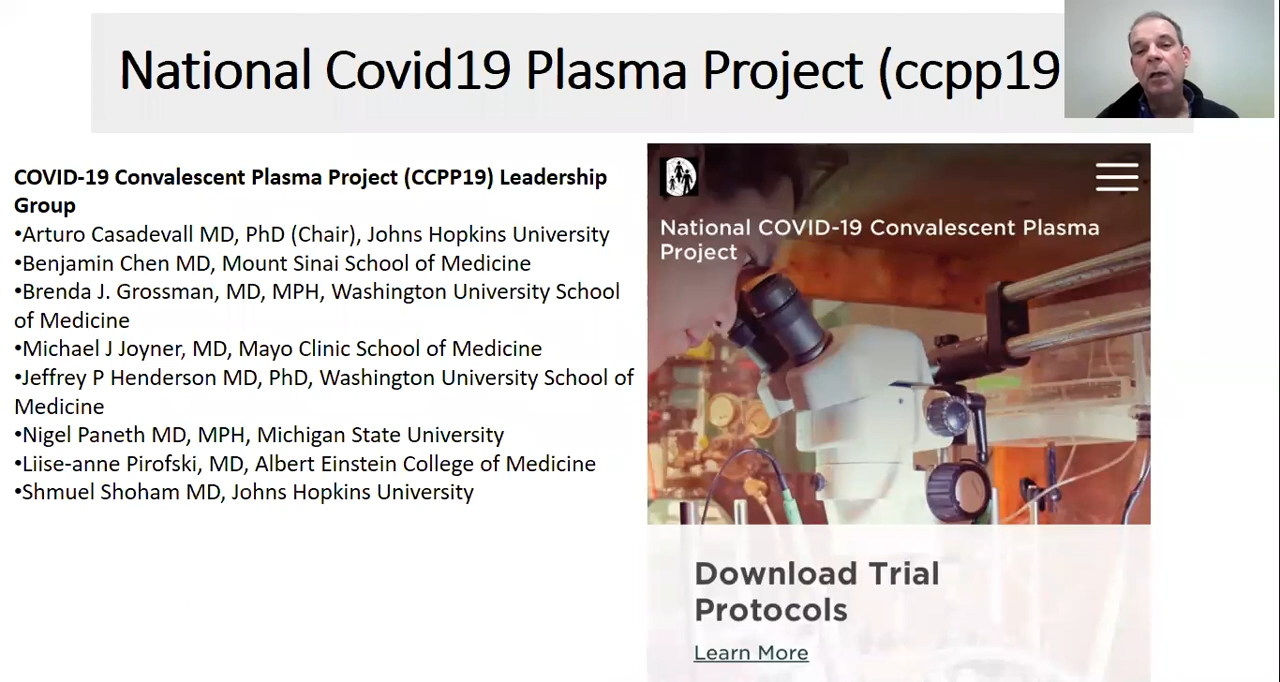 National Covid19 Plasma Project (ccpp19
COVID-19 Convalescent Plasma Project (CCPP19) Leadership
Group
•Arturo Casadevall MD, PhD (Chair), Johns Hopkins University
•Benjamin Chen MD, Mount Sinai School of Medicine
•Brenda J. Grossman, MD, MPH, Washington University School
of Medicine
•Michael J Joyner, MD, Mayo Clinic School of Medicine
•Jeffrey P Henderson MD, PhD, Washington University School of
Medicine
•Nigel Paneth MD, MPH, Michigan State University
•Liise-anne Pirofski, MD, Albert Einstein College of Medicine
•Shmuel Shoham MD, Johns Hopkins University
National COVID-19 Convalescent Plasma
Project
Download Trial
Protocols
Learn More